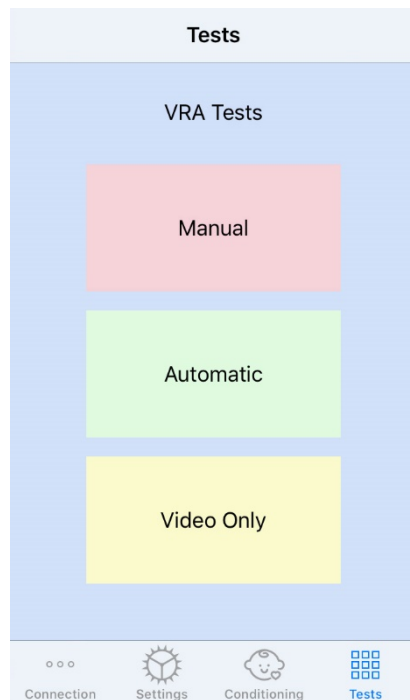 Tests
VRA Tests
Manual
Automatic
Video Only
Connection Settings Conditioning Tests